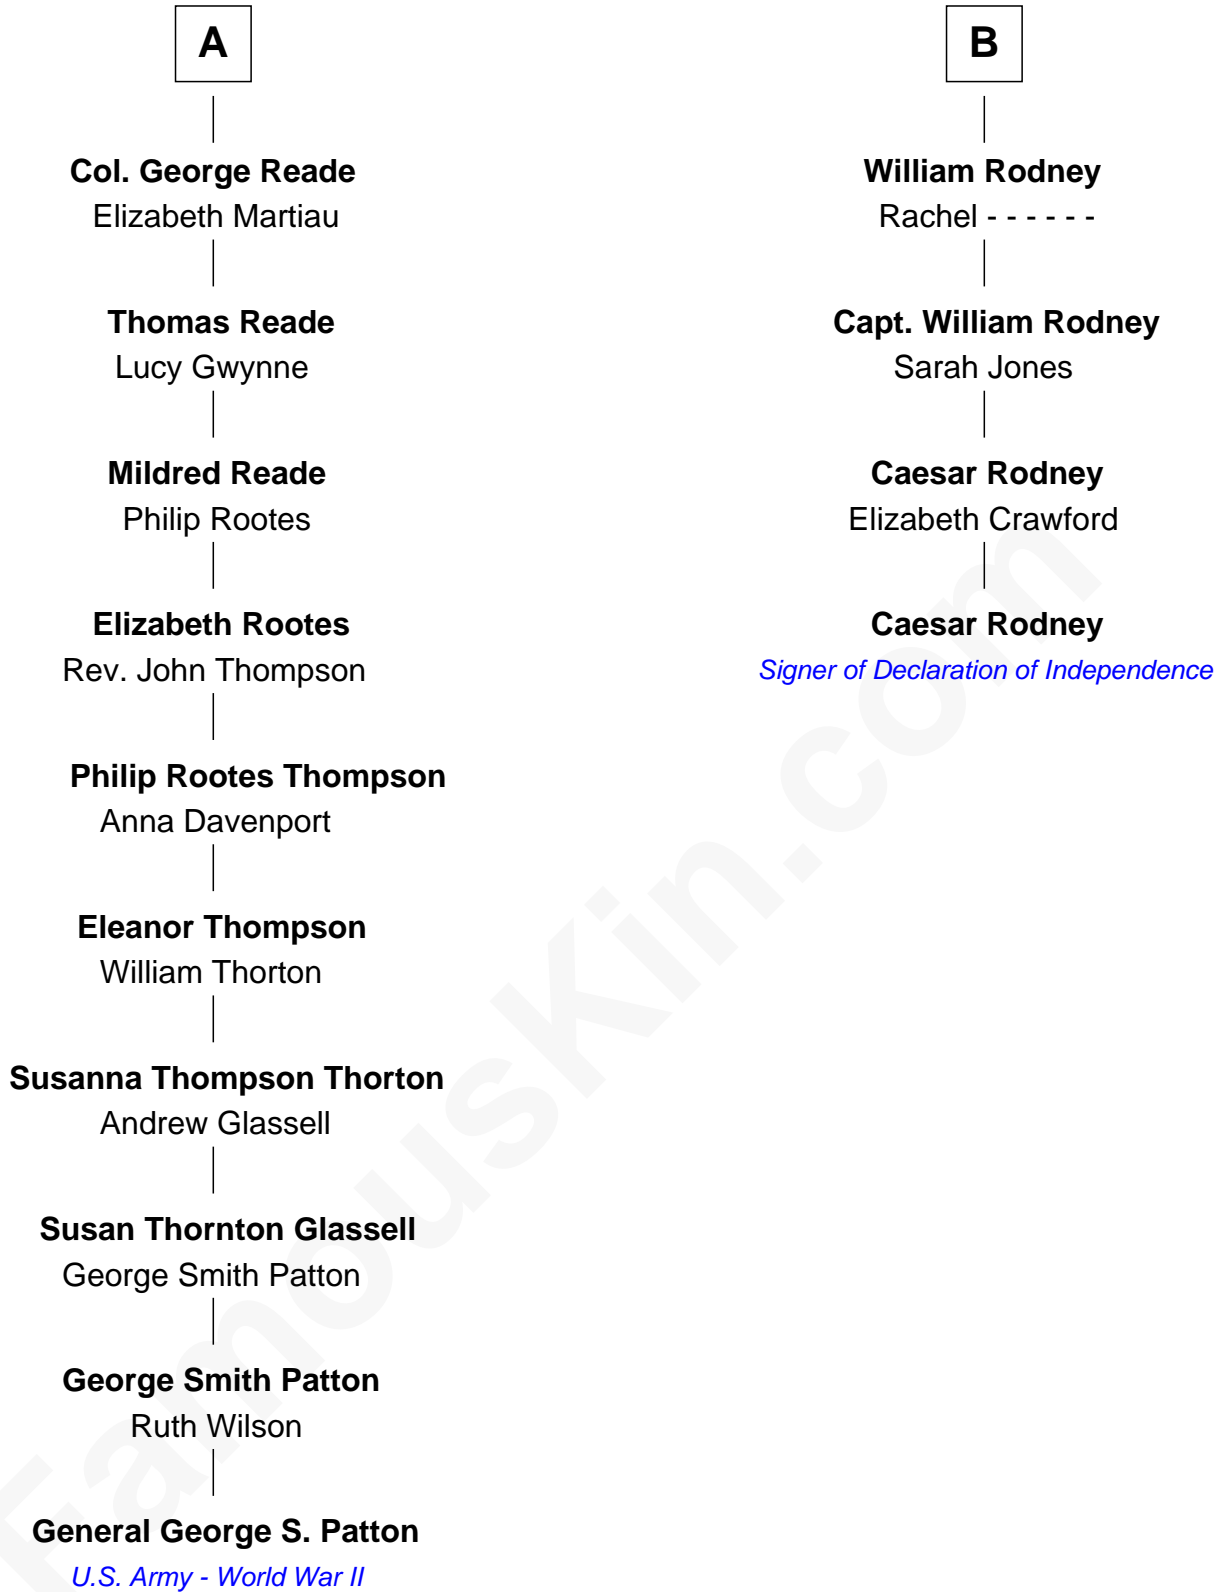 A
Col. George Reade
Elizabeth Martiau
Thomas Reade
Lucy Gwynne
Mildred Reade
Philip Rootes
Elizabeth Rootes
Rev. John Thompson
Philip Rootes Thompson
Anna Davenport
Eleanor Thompson
William Thorton
Susanna Thompson Thorton
Andrew Glassell
Susan Thornton Glassell
George Smith Patton
George Smith Patton
Ruth Wilson
General George S. Patton
U.S. Army - World War II
B
William Rodney
Rachel - - - - - -
Capt. William Rodney
Sarah Jones
Caesar Rodney
Elizabeth Crawford
Caesar Rodney
Signer of Declaration of Independence
FamousKin.com